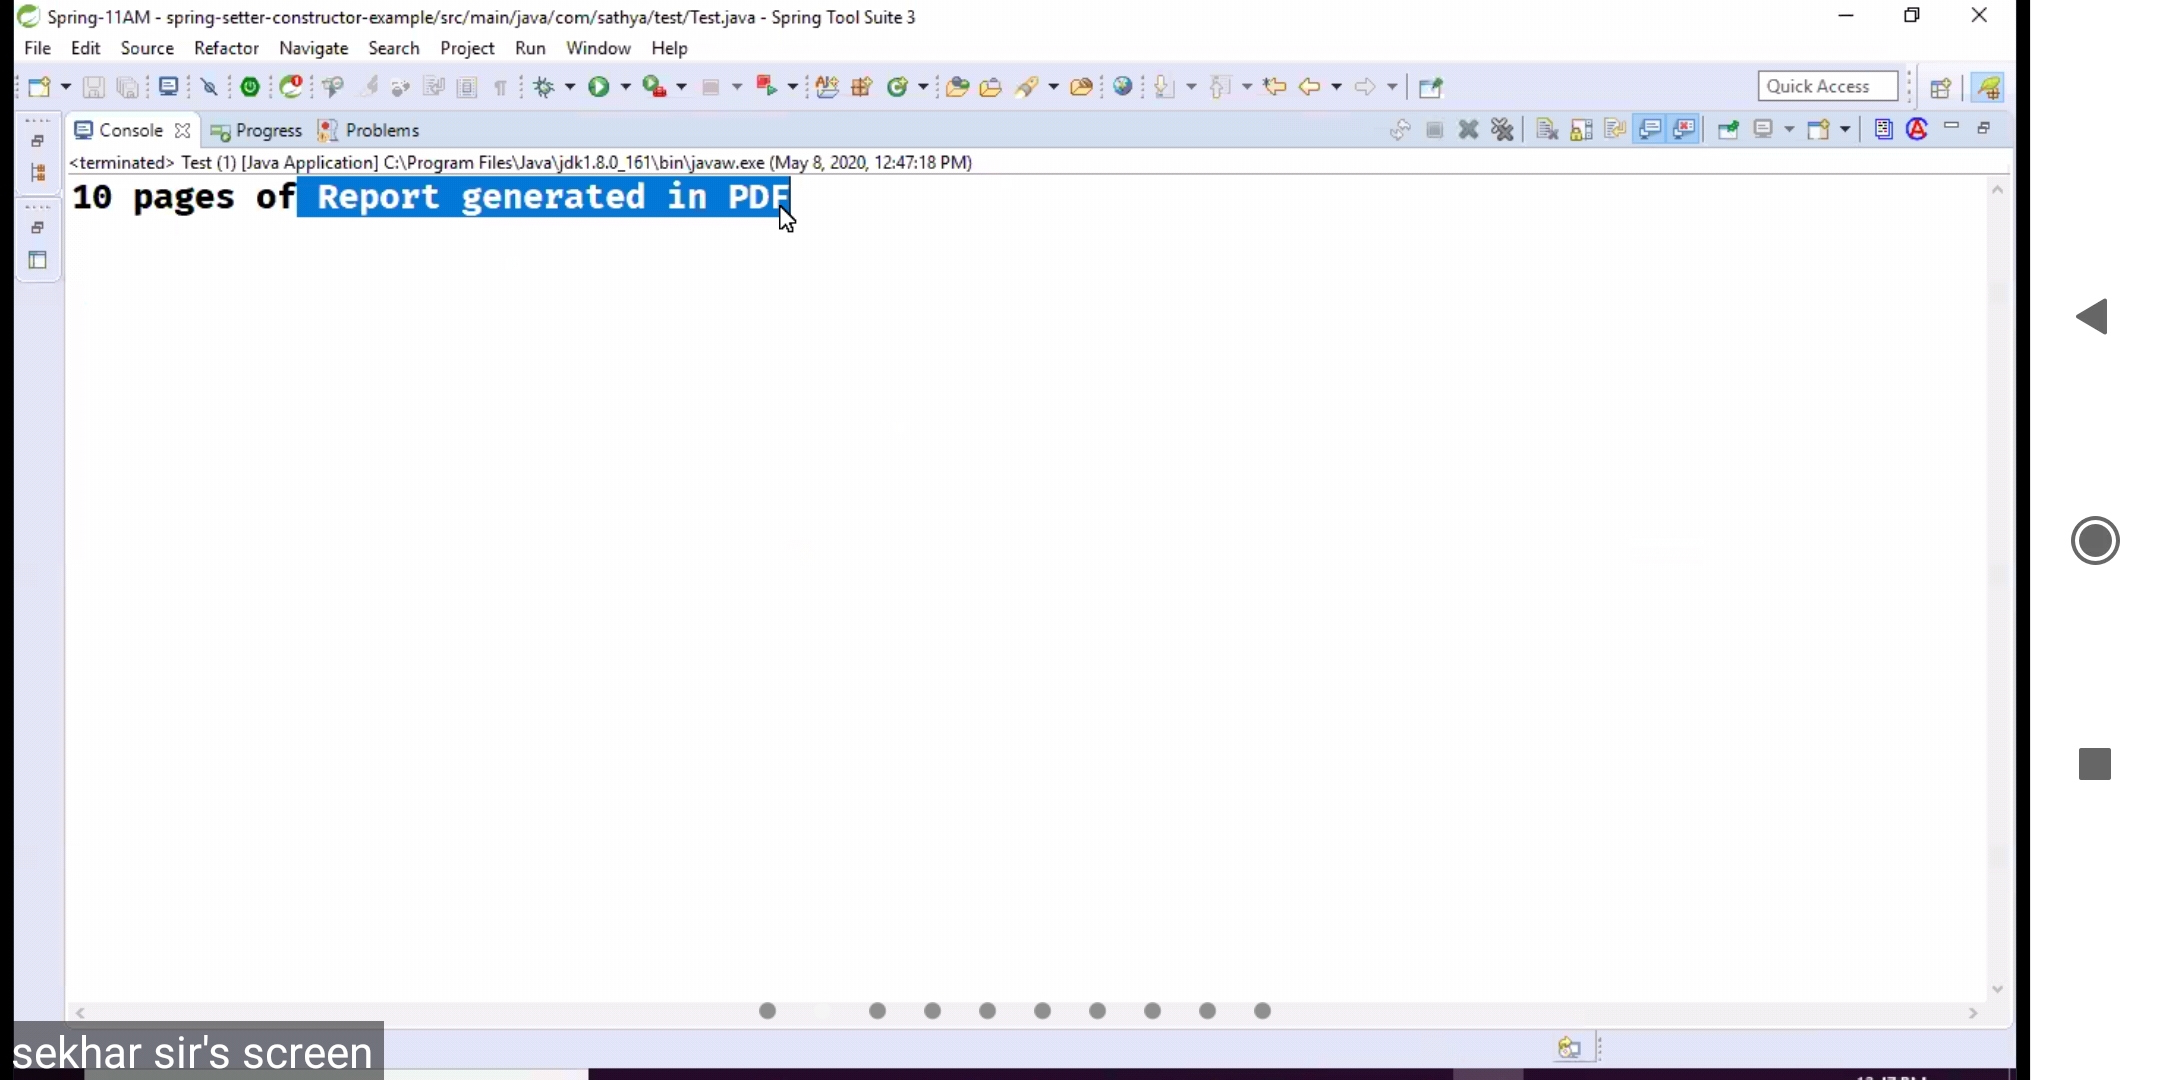 Spring-11AM - spring-setter-constructor-example/src/main/java/com/sathya/test/Test.java - Spring Tool Suite 3
File Edit Source Refactor Navigate Search Project Run Window Help
Quick Access
Console Progress Problems
<terminated> Test (1) [Java Application] C:\Program Files\Java\jdk1.8.0_161\bin\javaw.exe (May 8, 2020, 12:47:18 PM)
10 pages of Report generated in PDF
sekhar sir's screen